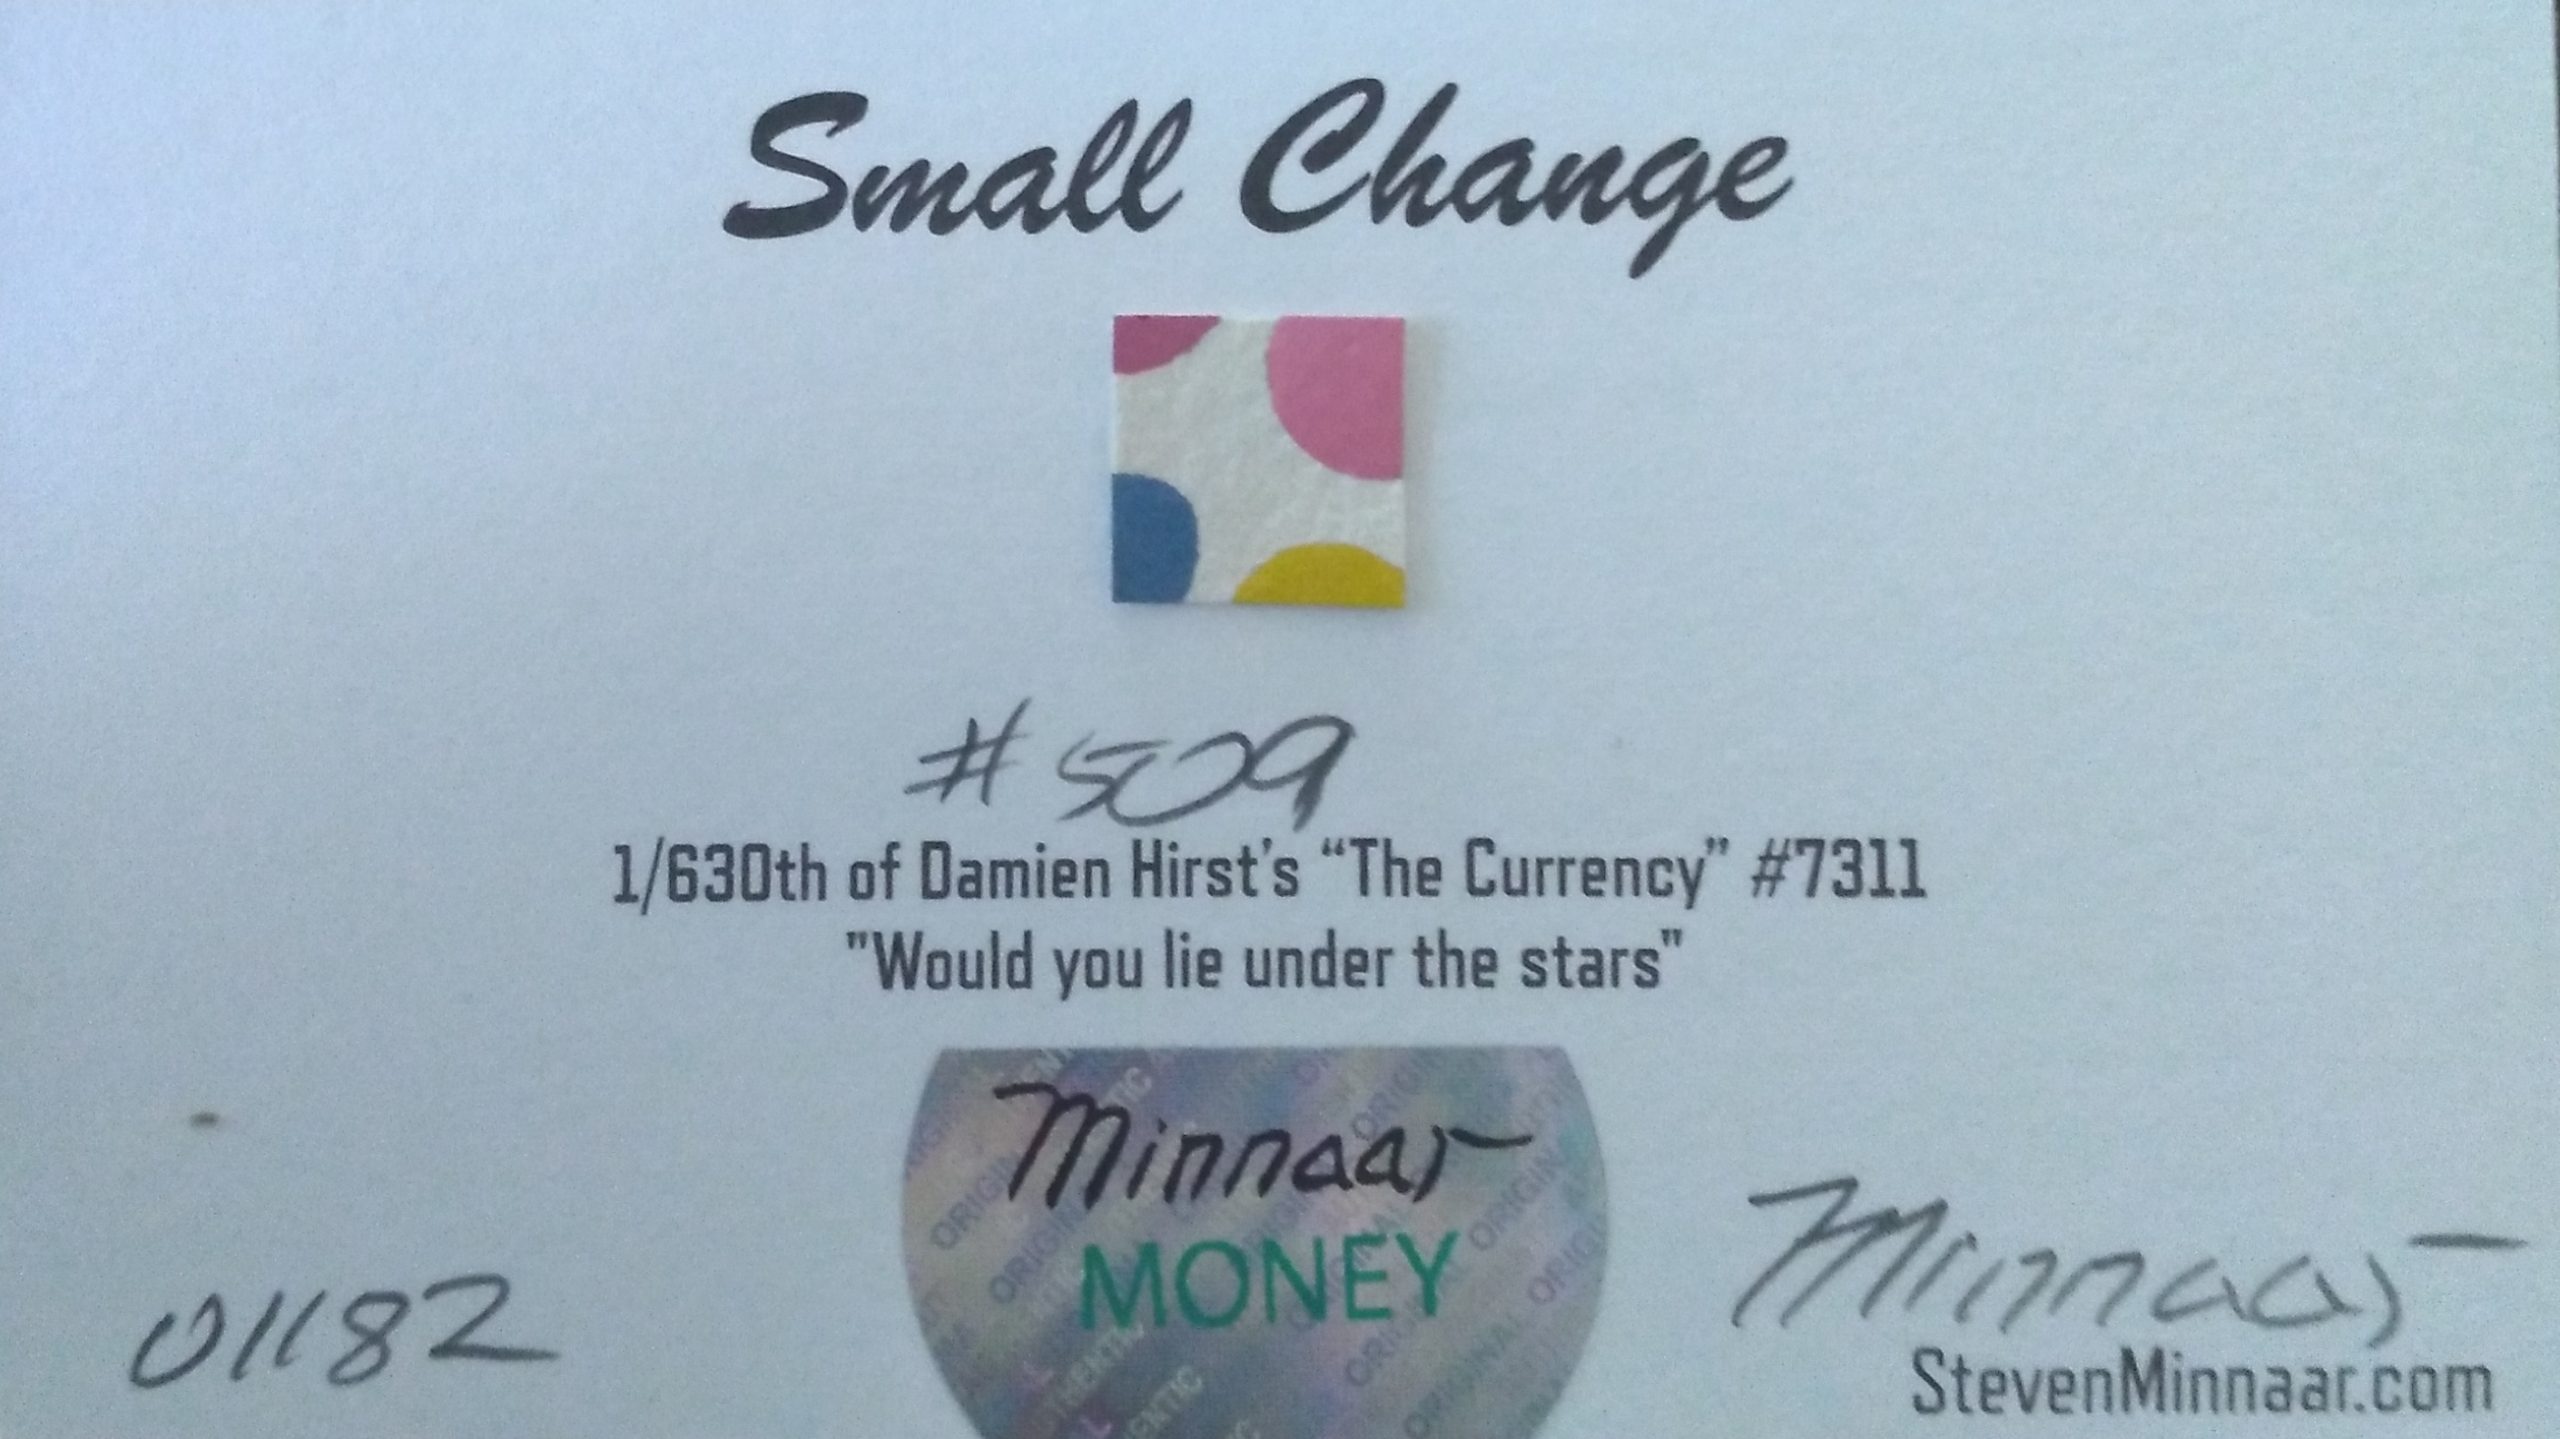 Small Change
#509
1/630th of Damien Hirst's “The Currency” #7311
"Would you lie under the stars"
Minnaar
MONEY
01182
Minnaar
StevenMinnaar.com